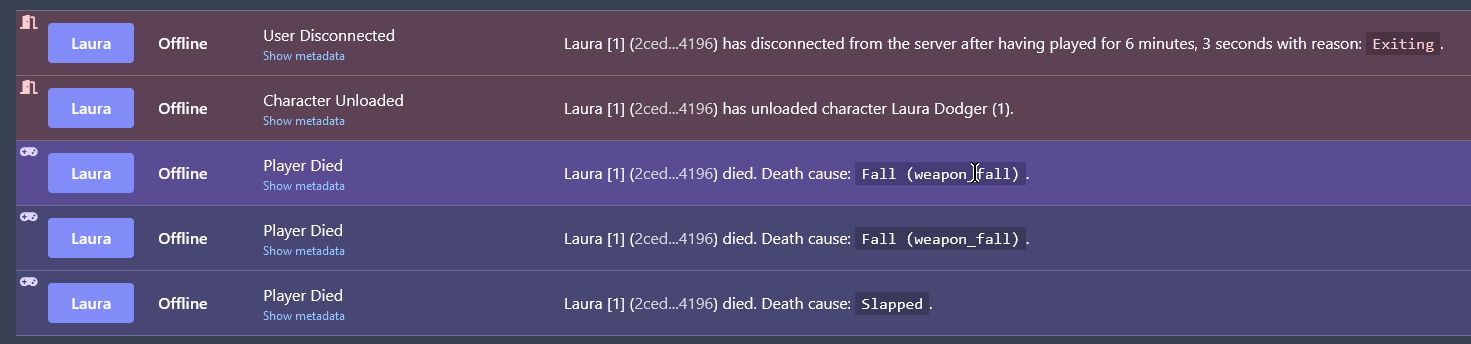 Laura Offline User Disconnected Laura [1] (2ced...4196) has disconnected from the server after having played for 6 minutes, 3 seconds with reason: Exiting.
Show metadata
Laura Offline Character Unloaded Laura [1] (2ced...4196) has unloaded character Laura Dodger (1).
Show metadata
Laura Offline Player Died Laura [1] (2ced...4196) died. Death cause: Fall (weapon_fall).
Show metadata
Laura Offline Player Died Laura [1] (2ced...4196) died. Death cause: Fall (weapon_fall).
Show metadata
Laura Offline Player Died Laura [1] (2ced...4196) died. Death cause: Slapped.
Show metadata